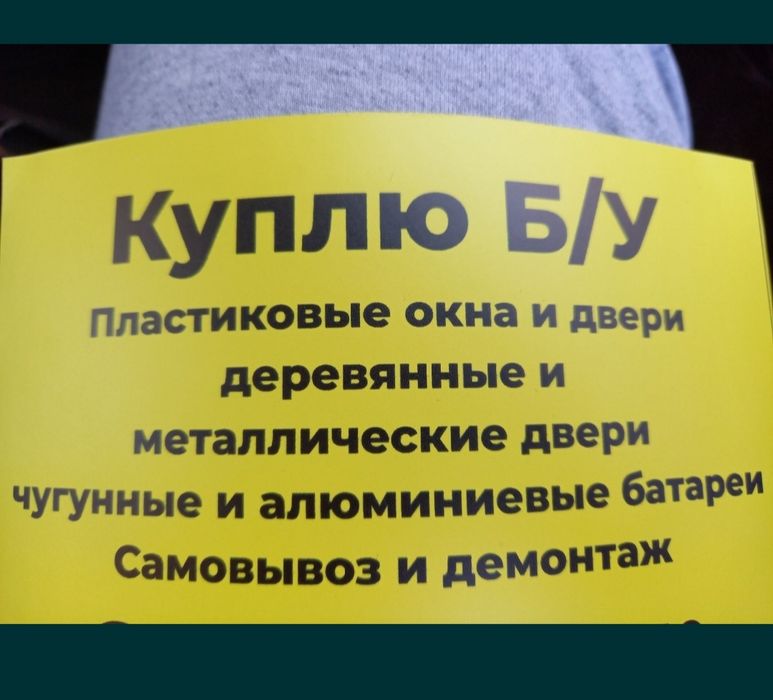 Куплю Б/у
Пластиковые окна и двери
деревянные и
металлические двери
чугунные и алюминиевые батареи
Самовывоз и демонтаж